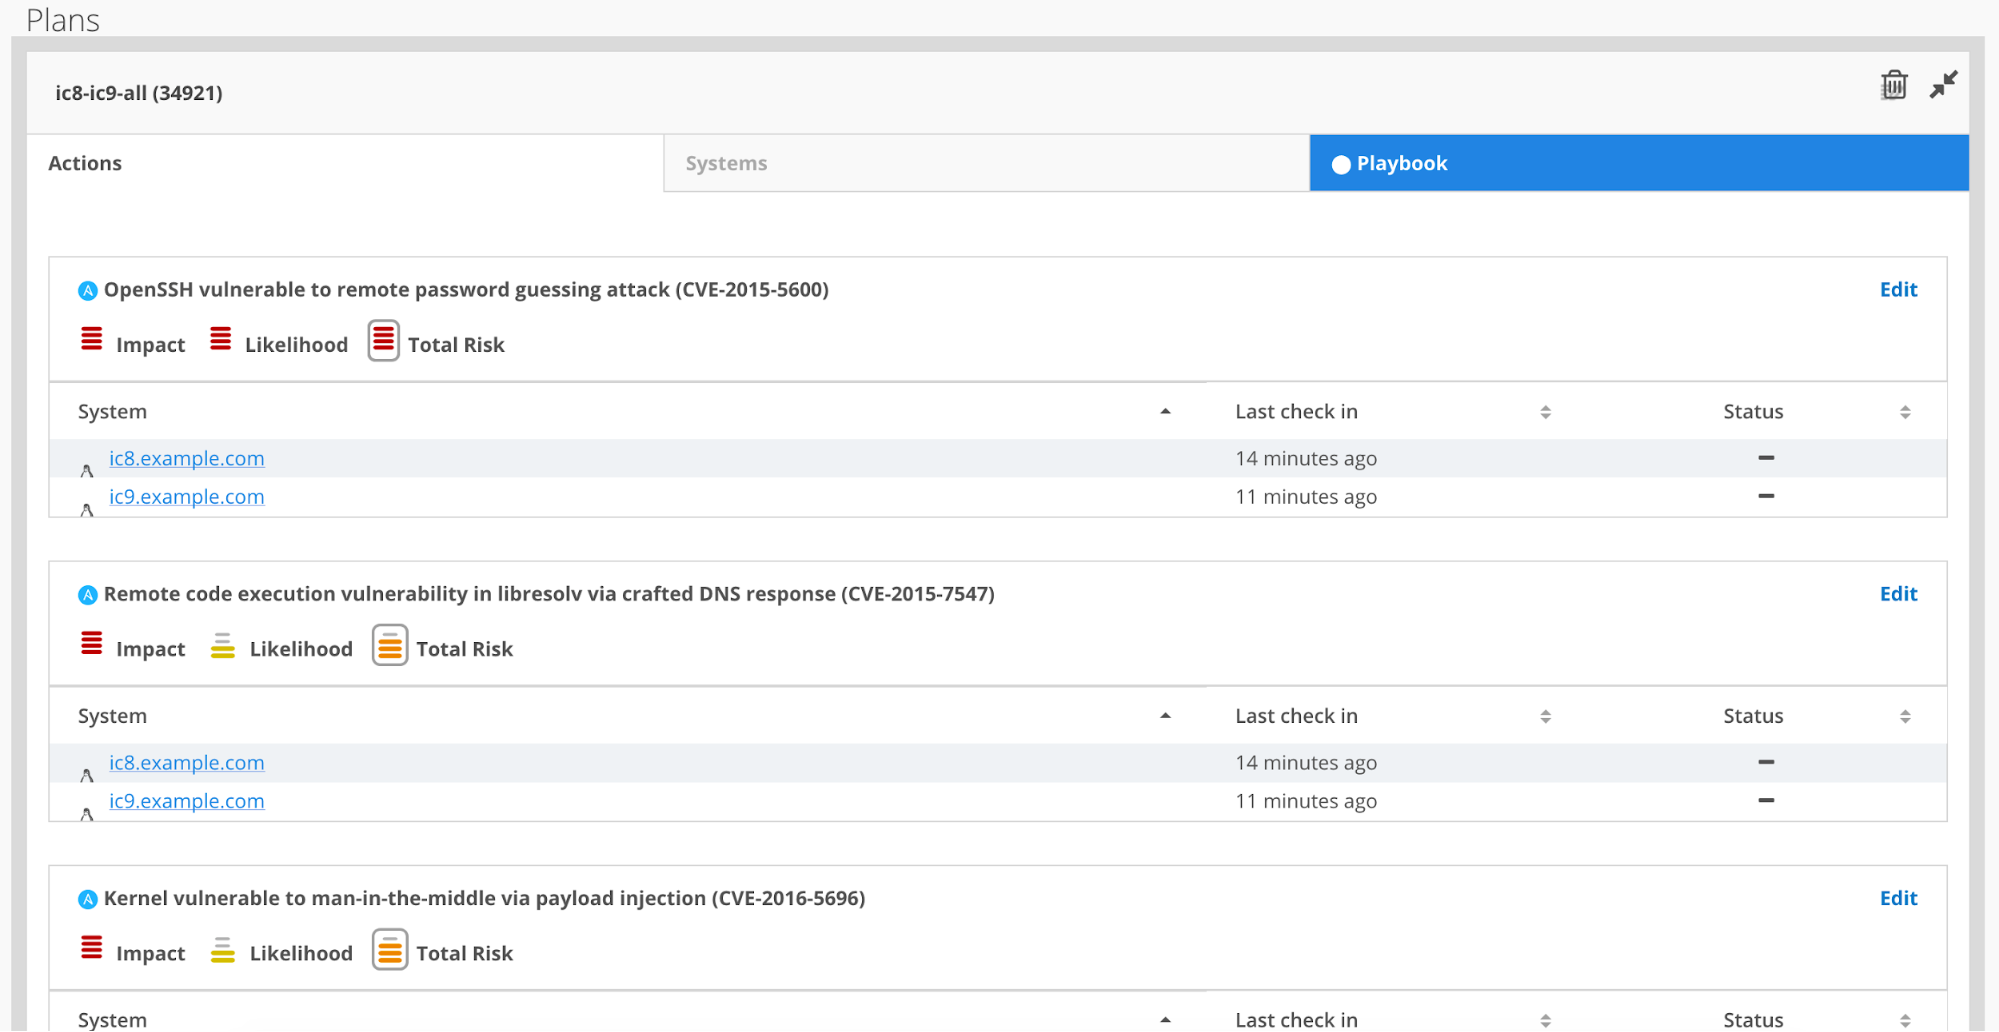 Plans
ic8-ic9-all (34921)
Actions Systems Playbook
A OpenSSH vulnerable to remote password guessing attack (CVE-2015-5600) Edit
Impact Likelihood Total Risk
System Last check in Status
ic8.example.com 14 minutes ago
ic9.example.com 11 minutes ago
A Remote code execution vulnerability in libresolv via crafted DNS response (CVE-2015-7547) Edit
Impact Likelihood Total Risk
System Last check in Status
ic8.example.com 14 minutes ago
ic9.example.com 11 minutes ago
A Kernel vulnerable to man-in-the-middle via payload injection (CVE-2016-5696) Edit
Impact Likelihood Total Risk
System Last check in Status